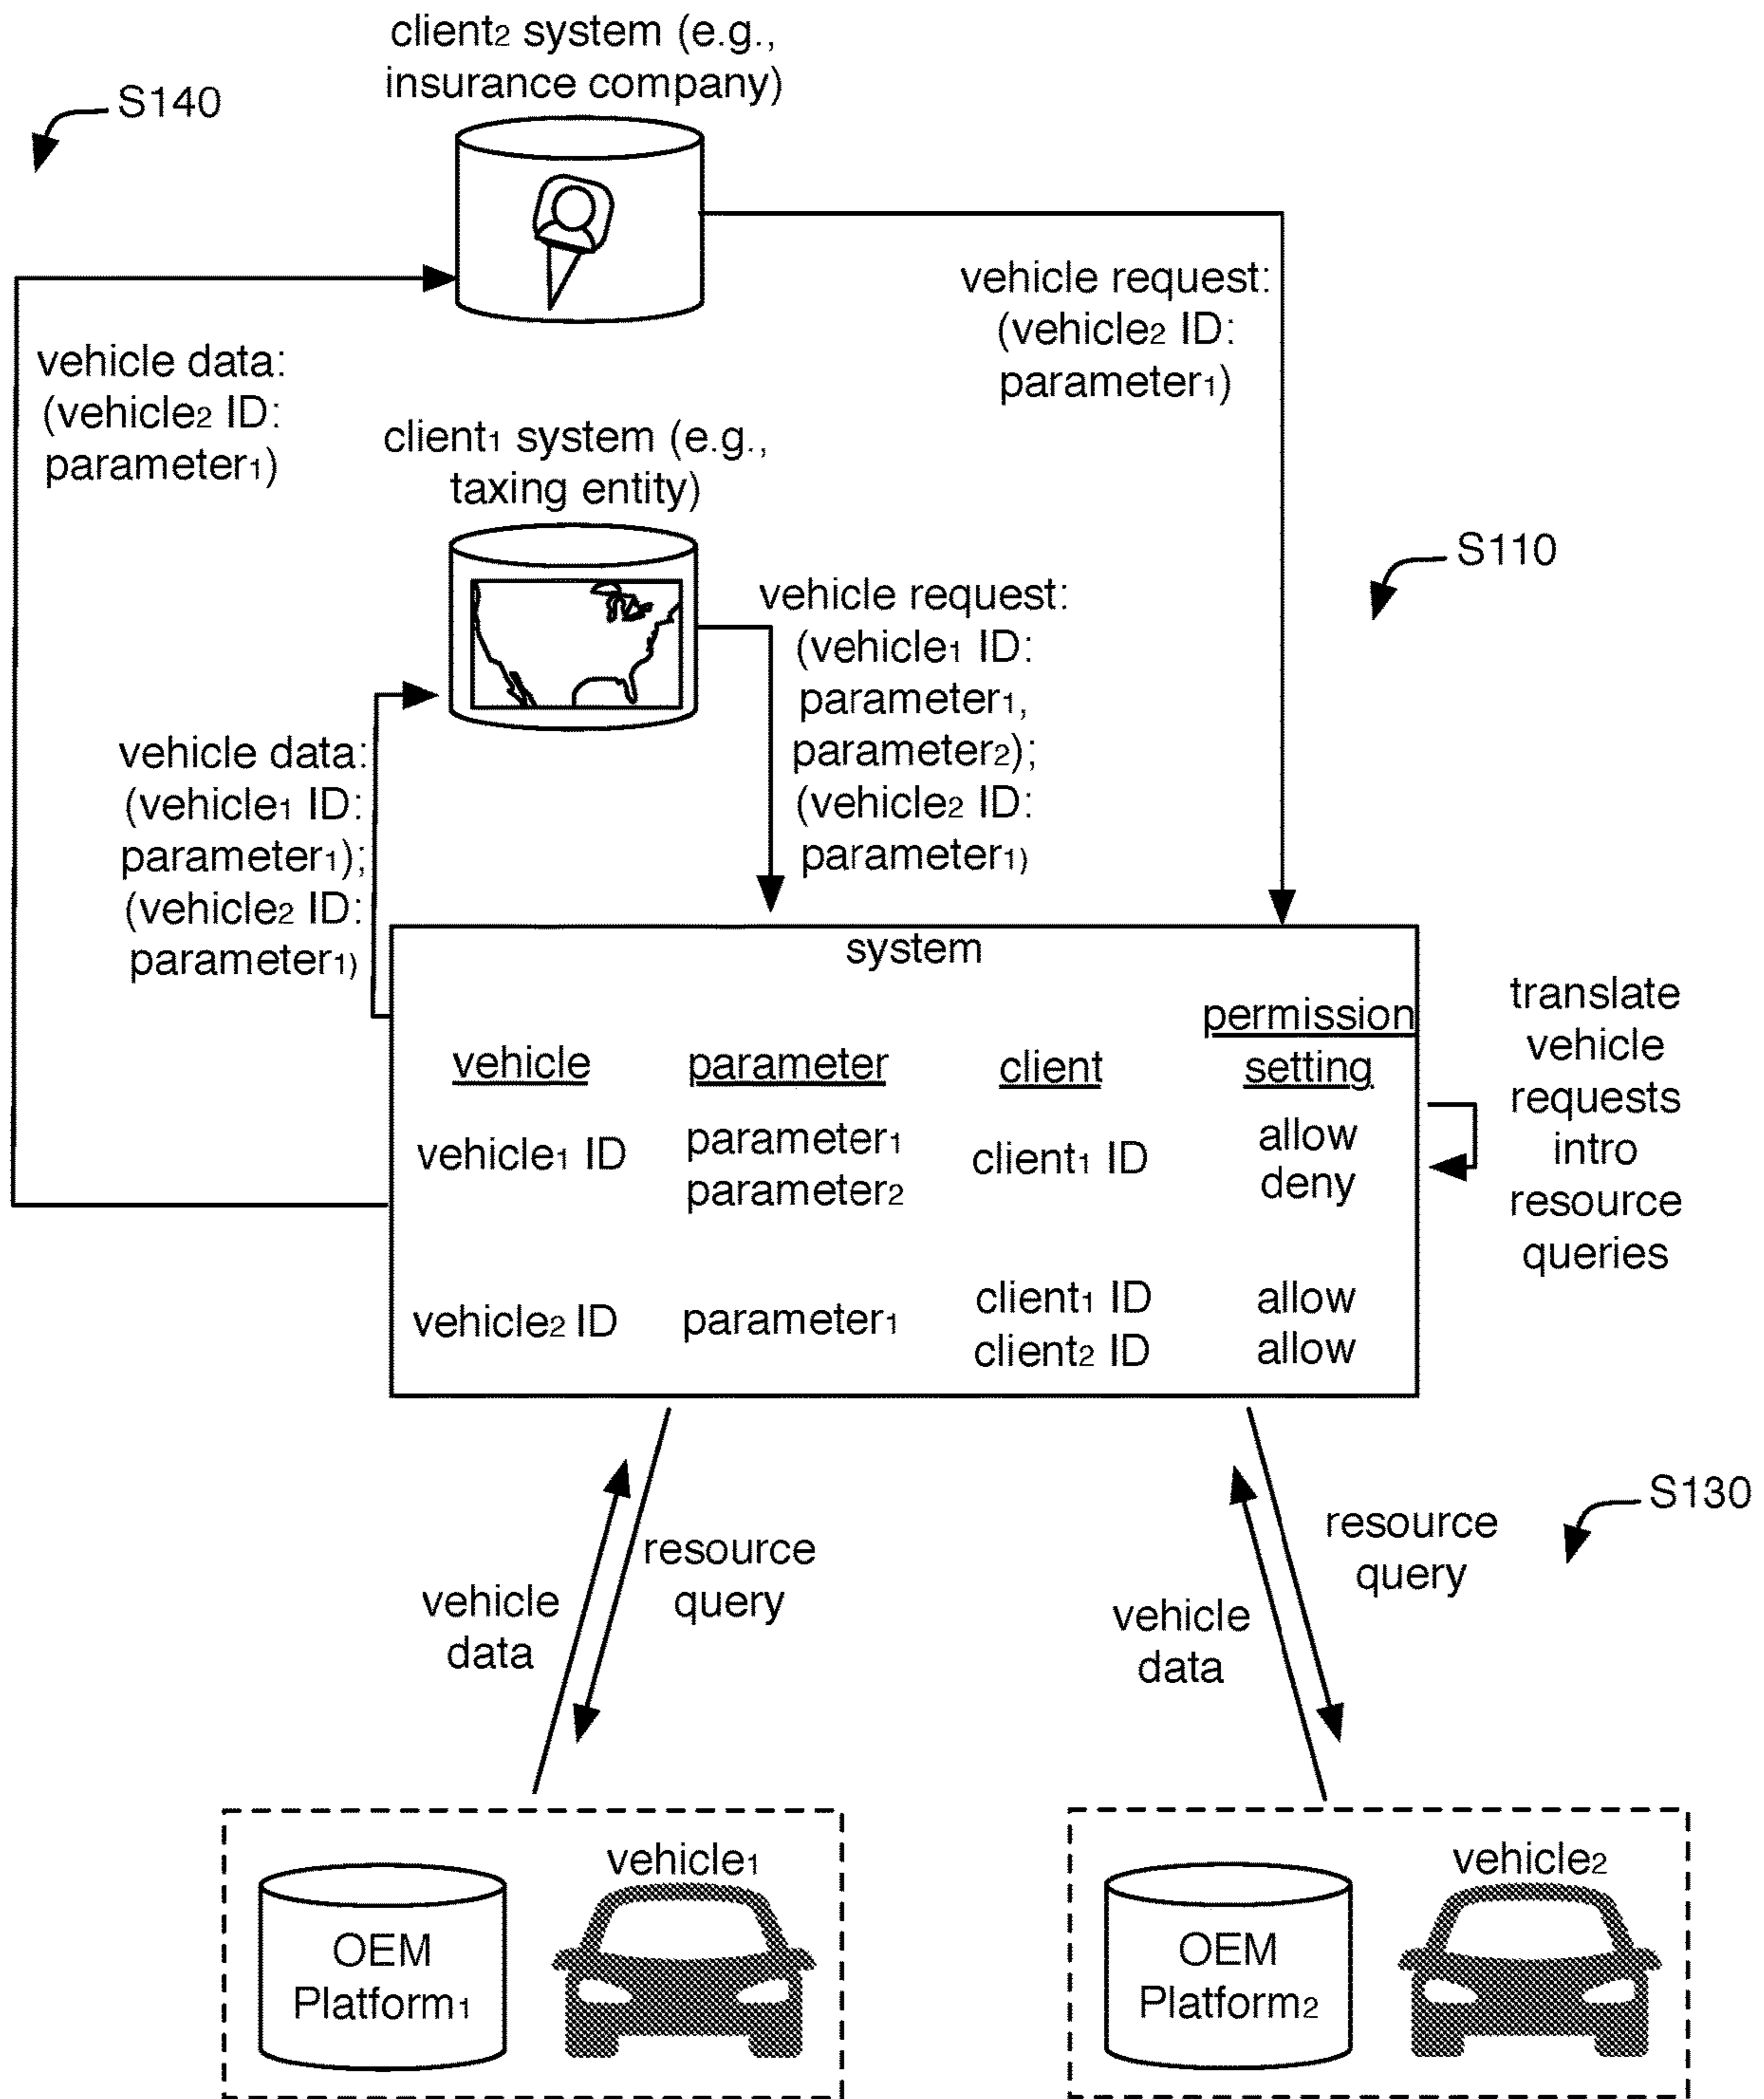 client₂ system (e.g.,
insurance company)
S140
vehicle request:
(vehicle₂ ID:
parameter₁)
vehicle data:
(vehicle₂ ID:
parameter₁)
client₁ system (e.g.,
taxing entity)
S110
vehicle request:
(vehicle₁ ID:
parameter₁,
parameter₂);
(vehicle₂ ID:
parameter₁)
vehicle data:
(vehicle₁ ID:
parameter₁);
(vehicle₂ ID:
parameter₁)
system
permission
vehicle parameter client setting
vehicle₁ ID parameter₁ client₁ ID allow
parameter₂ deny
vehicle₂ ID parameter₁ client₁ ID allow
client₂ ID allow
translate
vehicle
requests
intro
resource
queries
S130
resource
query
vehicle
data
resource
query
vehicle
data
vehicle₁
OEM
Platform₁
vehicle₂
OEM
Platform₂